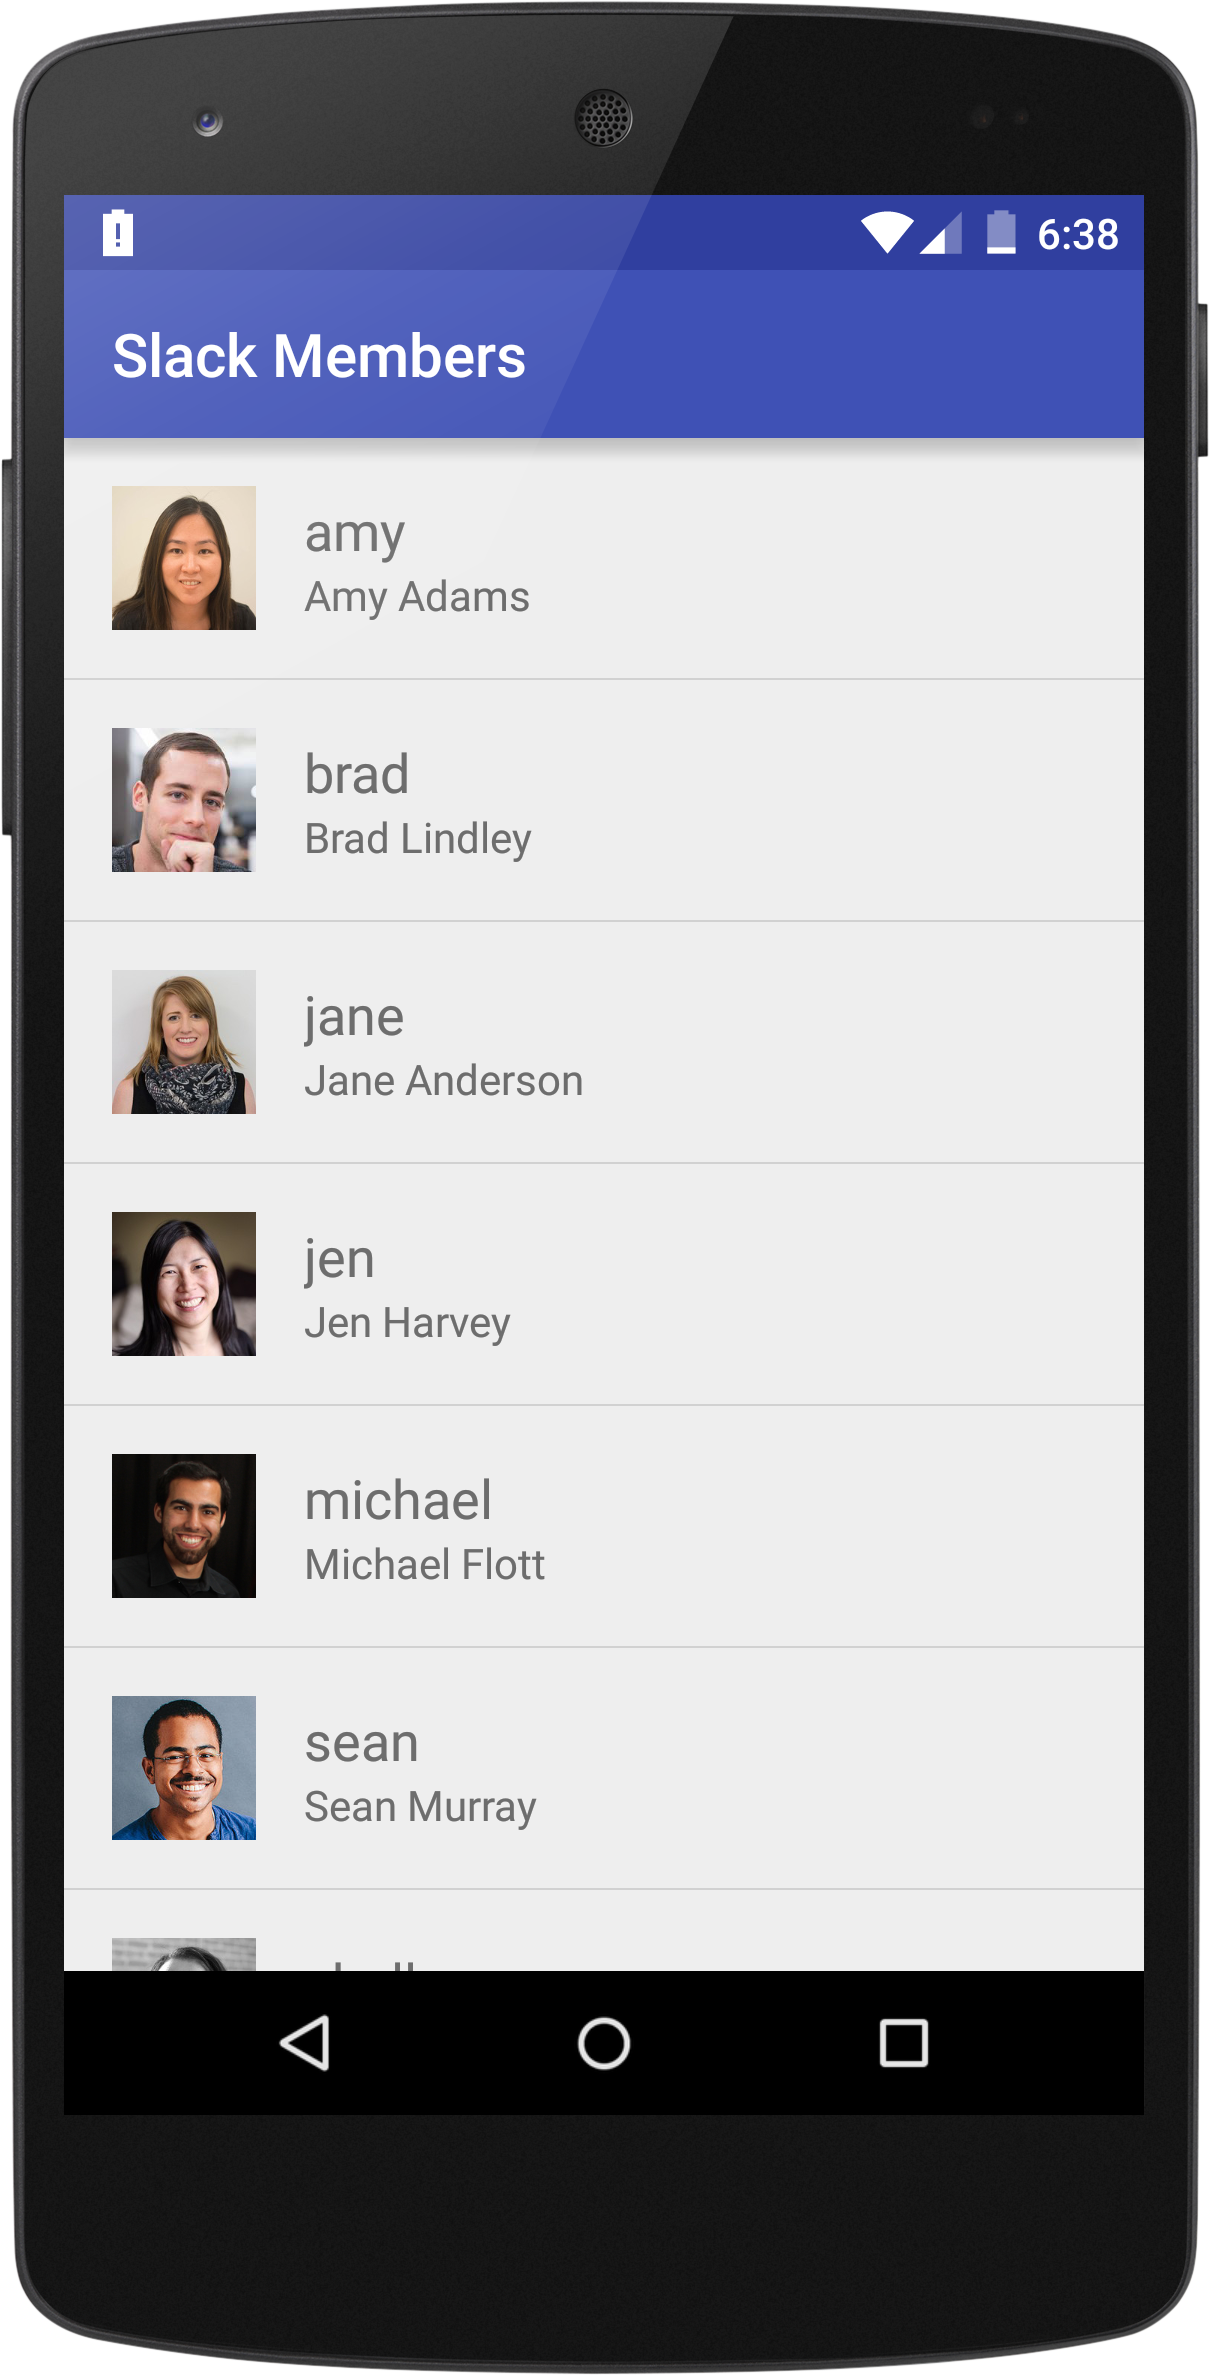 6:38
Slack Members
amy
Amy Adams
brad
Brad Lindley
jane
Jane Anderson
jen
Jen Harvey
michael
Michael Flott
sean
Sean Murray